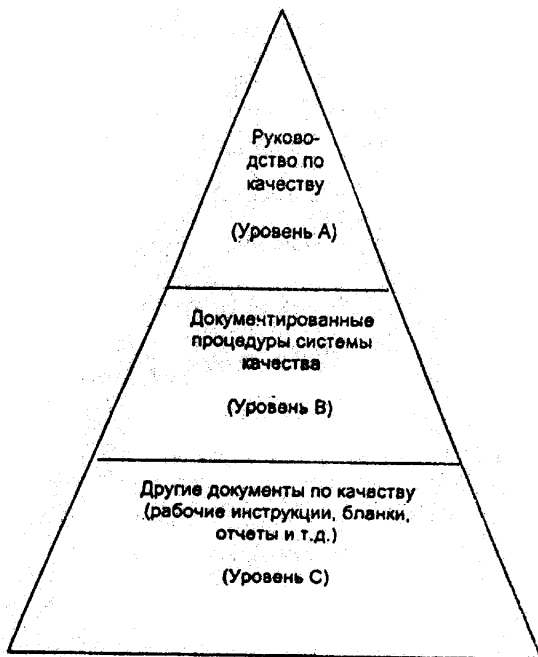 Руково-
дство по
качеству
(Уровень A)
Документированные
процедуры системы
качества
(Уровень B)
Другие документы по качеству
(рабочие инструкции, бланки,
отчеты и т.д.)
(Уровень C)